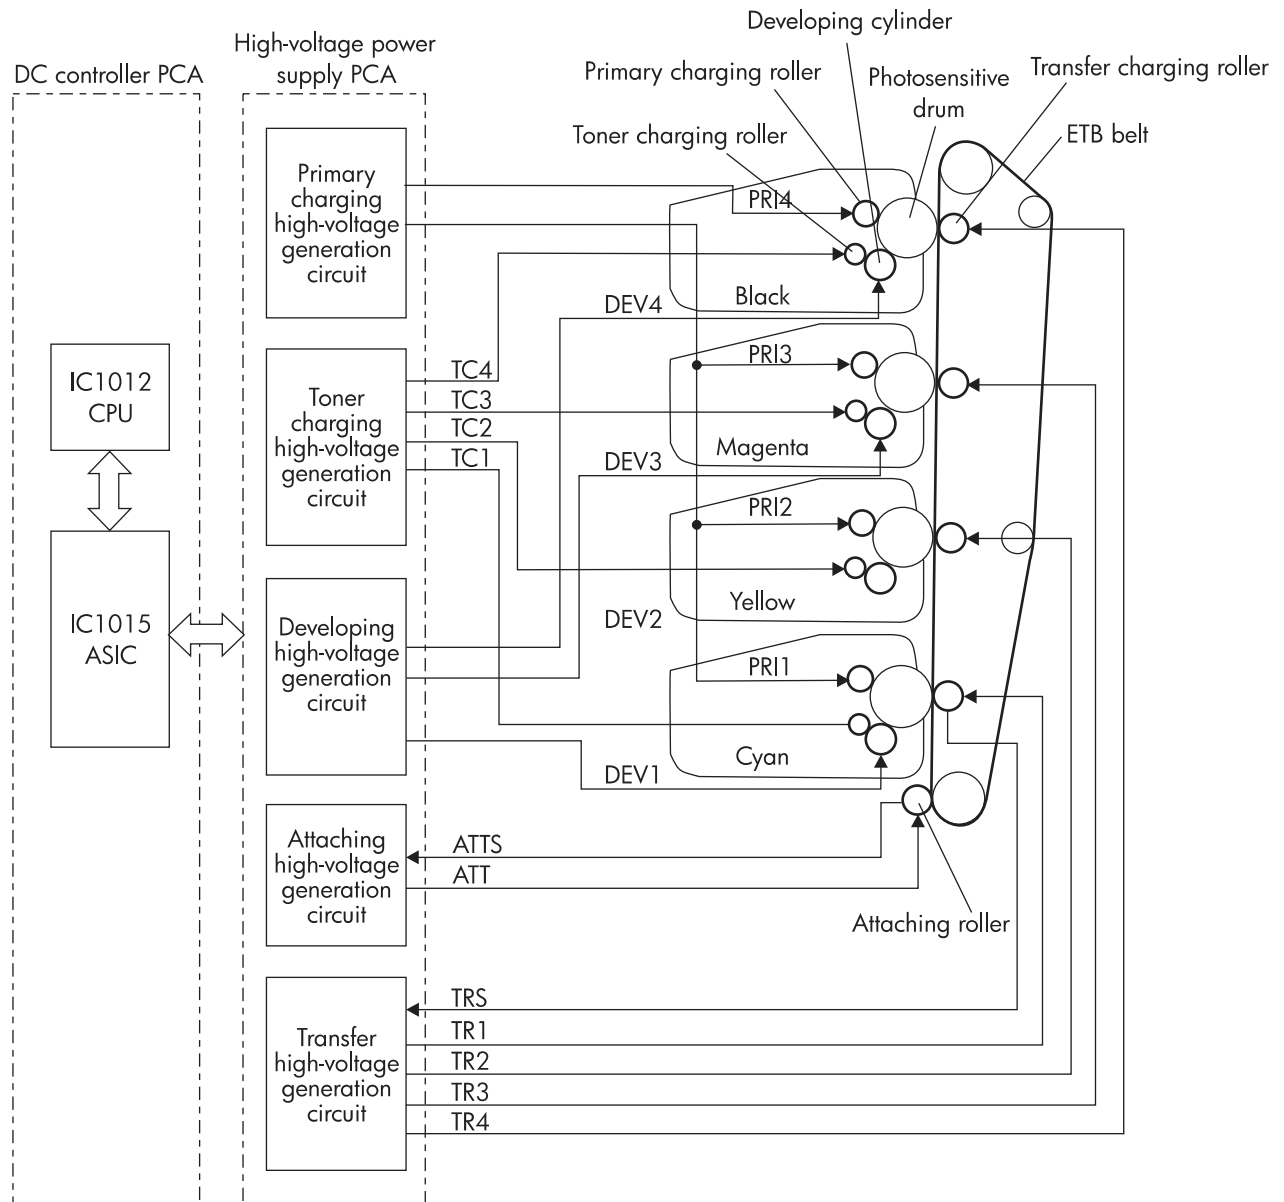 Developing cylinder
High-voltage power
supply PCA
DC controller PCA
Primary charging roller
Photosensitive
drum
Transfer charging roller
Toner charging roller
ETB belt
Primary
charging
high-voltage
generation
circuit
PRI4
Black
DEV4
IC1012
CPU
Toner
charging
high-voltage
generation
circuit
TC4
TC3
TC2
TC1
PRI3
Magenta
DEV3
PRI2
Yellow
DEV2
IC1015
ASIC
Developing
high-voltage
generation
circuit
PRI1
Cyan
DEV1
Attaching
high-voltage
generation
circuit
ATTS
ATT
Attaching roller
Transfer
high-voltage
generation
circuit
TRS
TR1
TR2
TR3
TR4